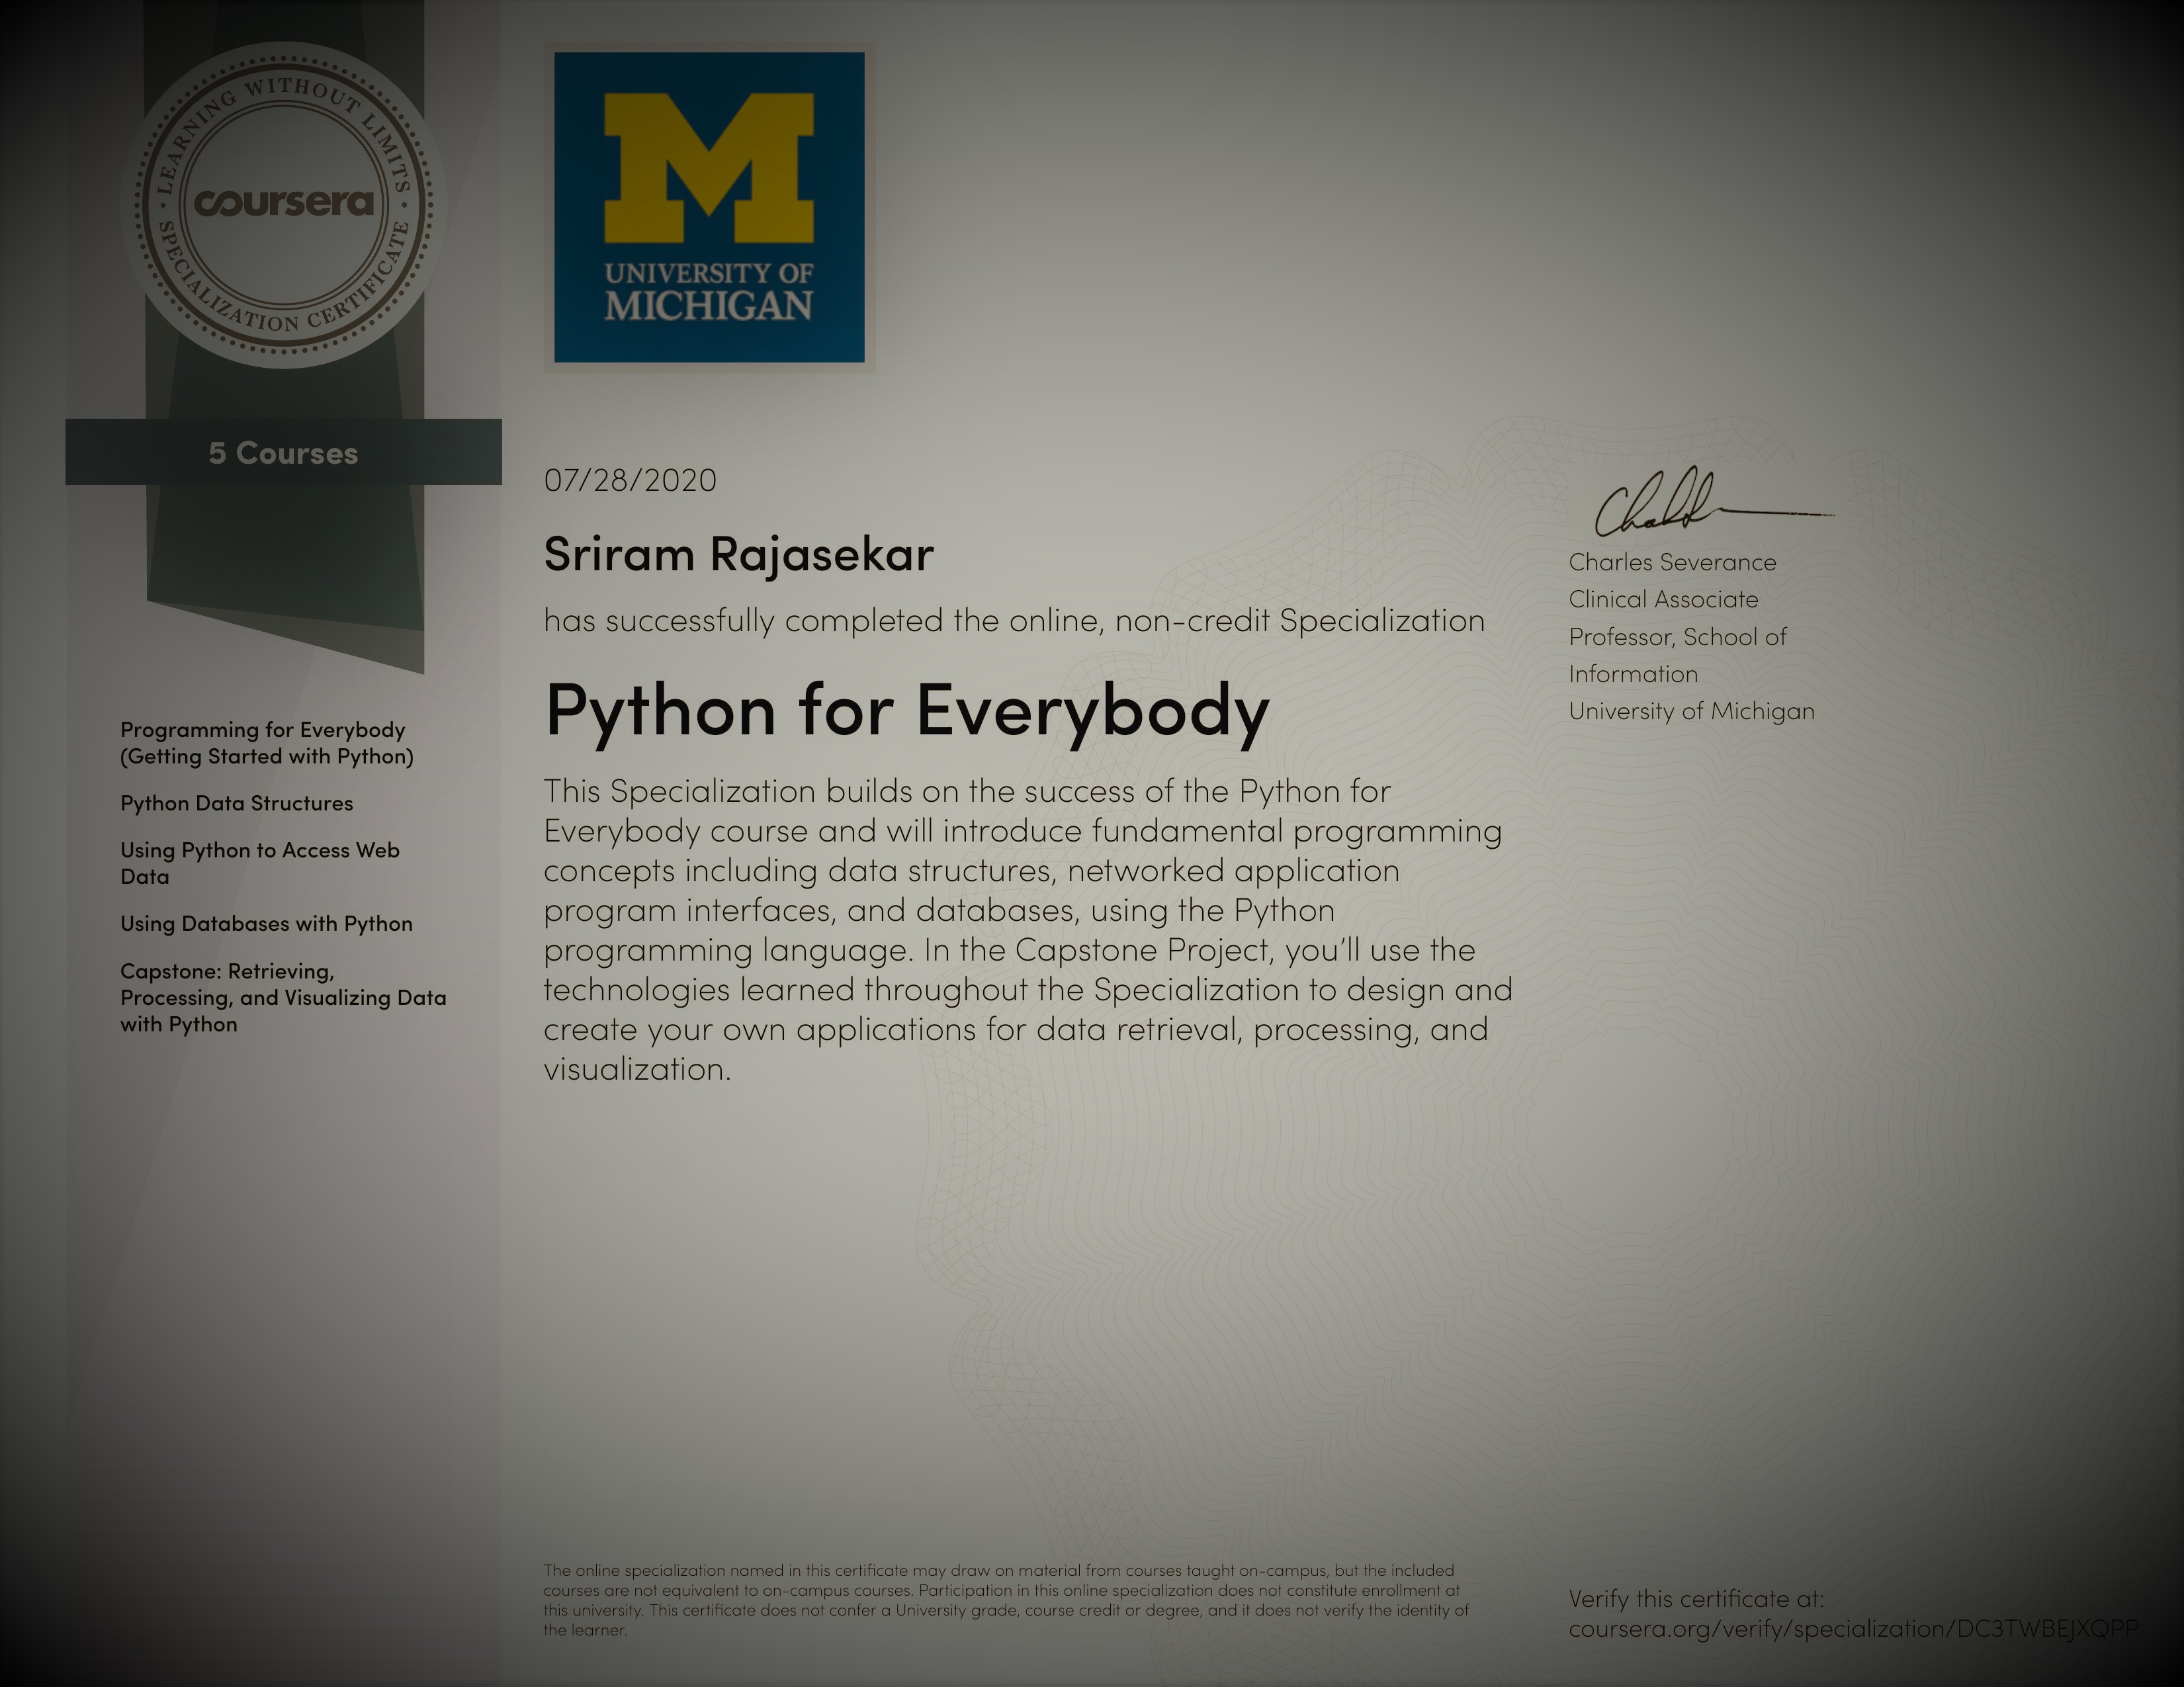 LEARNING WITHOUT LIMITS
coursera
SPECIALIZATION CERTIFICATE
5 Courses
Programming for Everybody
(Getting Started with Python)
Python Data Structures
Using Python to Access Web
Data
Using Databases with Python
Capstone: Retrieving,
Processing, and Visualizing Data
with Python
M
UNIVERSITY OF
MICHIGAN
07/28/2020
Sriram Rajasekar
has successfully completed the online, non-credit Specialization
Python for Everybody
This Specialization builds on the success of the Python for
Everybody course and will introduce fundamental programming
concepts including data structures, networked application
program interfaces, and databases, using the Python
programming language. In the Capstone Project, you’ll use the
technologies learned throughout the Specialization to design and
create your own applications for data retrieval, processing, and
visualization.
Charles Severance
Clinical Associate
Professor, School of
Information
University of Michigan
The online specialization named in this certificate may draw on material from courses taught on-campus, but the included
courses are not equivalent to on-campus courses. Participation in this online specialization does not constitute enrollment at
this university. This certificate does not confer a University grade, course credit or degree, and it does not verify the identity of
the learner.
Verify this certificate at:
coursera.org/verify/specialization/DC3TWBEJXQPP